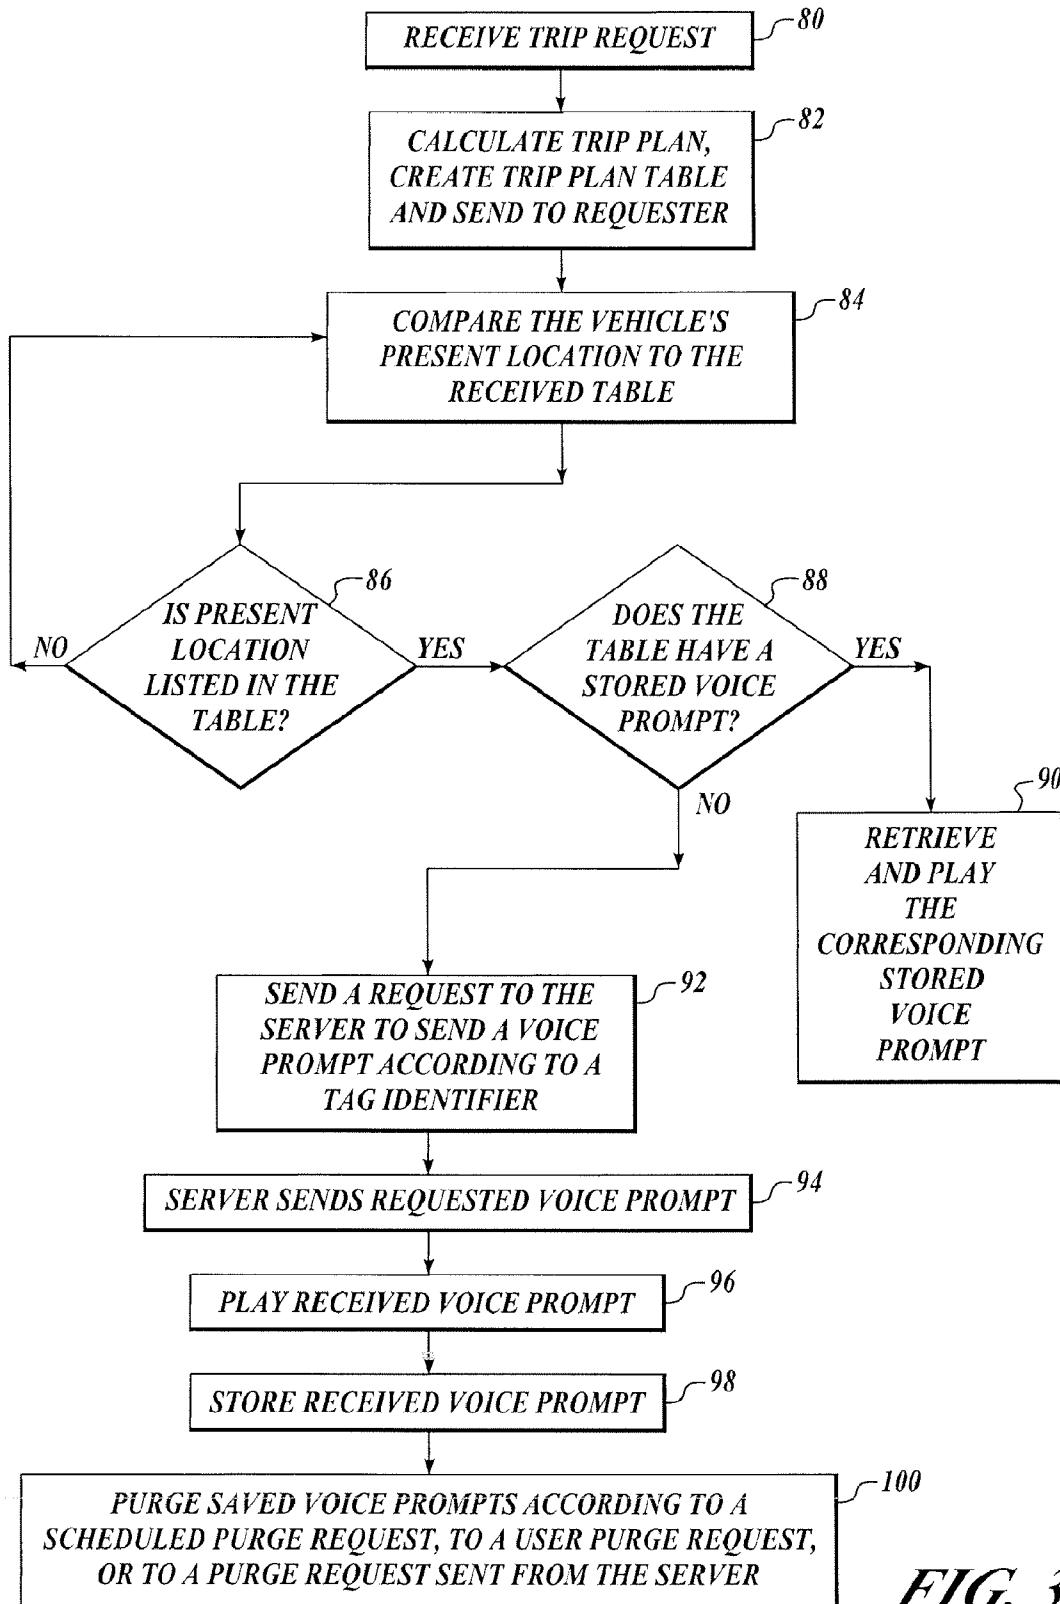 RECEIVE TRIP REQUEST
80
CALCULATE TRIP PLAN,
CREATE TRIP PLAN TABLE
AND SEND TO REQUESTER
82
COMPARE THE VEHICLE'S
PRESENT LOCATION TO THE
RECEIVED TABLE
84
IS PRESENT
LOCATION
LISTED IN THE
TABLE?
86
NO
YES
DOES THE
TABLE HAVE A
STORED VOICE
PROMPT?
88
YES
NO
RETRIEVE
AND PLAY
THE
CORRESPONDING
STORED
VOICE
PROMPT
90
SEND A REQUEST TO THE
SERVER TO SEND A VOICE
PROMPT ACCORDING TO A
TAG IDENTIFIER
92
SERVER SENDS REQUESTED VOICE PROMPT
94
PLAY RECEIVED VOICE PROMPT
96
STORE RECEIVED VOICE PROMPT
98
PURGE SAVED VOICE PROMPTS ACCORDING TO A
SCHEDULED PURGE REQUEST, TO A USER PURGE REQUEST,
OR TO A PURGE REQUEST SENT FROM THE SERVER
100
FIG.